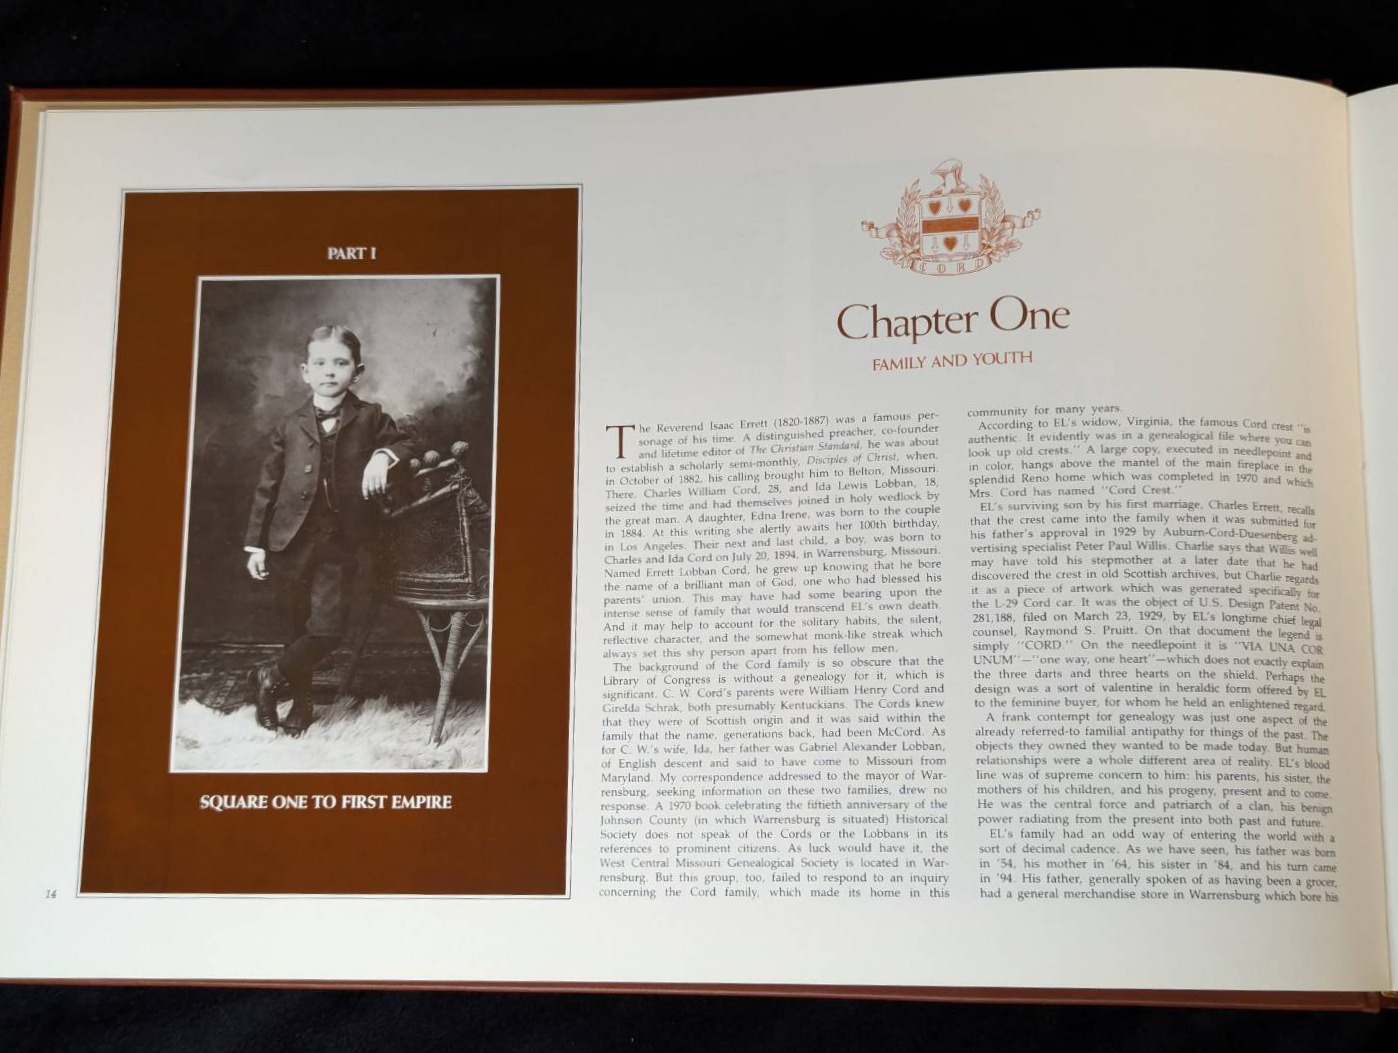 PART I
SQUARE ONE TO FIRST EMPIRE
14
CORD
Chapter One
FAMILY AND YOUTH
The Reverend Isaac Errett (1820-1887) was a famous per-
sonage of his time. A distinguished preacher, co-founder
and lifetime editor of The Christian Standard, he was about
to establish a scholarly semi-monthly, Disciples of Christ, when,
in October of 1882, his calling brought him to Belton, Missouri.
There, Charles William Cord, 28, and Ida Lewis Lobban, 18,
seized the time and had themselves joined in holy wedlock by
the great man. A daughter, Edna Irene, was born to the couple
in 1884. At this writing she alertly awaits her 100th birthday,
in Los Angeles. Their next and last child, a boy, was born to
Charles and Ida Cord on July 20, 1894, in Warrensburg, Missouri.
Named Errett Lobban Cord, he grew up knowing that he bore
the name of a brilliant man of God, one who had blessed his
parents' union. This may have had some bearing upon the
intense sense of family that would transcend EL's own death.
And it may help to account for the solitary habits, the silent,
reflective character, and the somewhat monk-like streak which
always set this shy person apart from his fellow men.
The background of the Cord family is so obscure that the
Library of Congress is without a genealogy for it, which is
significant. C. W. Cord's parents were William Henry Cord and
Girelda Schrak, both presumably Kentuckians. The Cords knew
that they were of Scottish origin and it was said within the
family that the name, generations back, had been McCord. As
for C. W.'s wife, Ida, her father was Gabriel Alexander Lobban,
of English descent and said to have come to Missouri from
Maryland. My correspondence addressed to the mayor of War-
rensburg, seeking information on these two families, drew no
response. A 1970 book celebrating the fiftieth anniversary of the
Johnson County (in which Warrensburg is situated) Historical
Society does not speak of the Cords or the Lobbans in its
references to prominent citizens. As luck would have it, the
West Central Missouri Genealogical Society is located in War-
rensburg. But this group, too, failed to respond to an inquiry
concerning the Cord family, which made its home in this
community for many years.
According to EL's widow, Virginia, the famous Cord crest "is
authentic. It evidently was in a genealogical file where you can
look up old crests." A large copy, executed in needlepoint and
in color, hangs above the mantel of the main fireplace in the
splendid Reno home which was completed in 1970 and which
Mrs. Cord has named "Cord Crest."
EL's surviving son by his first marriage, Charles Errett, recalls
that the crest came into the family when it was submitted for
his father's approval in 1929 by Auburn-Cord-Duesenberg ad-
vertising specialist Peter Paul Willis. Charlie says that Willis well
may have told his stepmother at a later date that he had
discovered the crest in old Scottish archives, but Charlie regards
it as a piece of artwork which was generated specifically for
the L-29 Cord car. It was the object of U.S. Design Patent No.
281,188, filed on March 23, 1929, by EL's longtime chief legal
counsel, Raymond S. Pruitt. On that document the legend is
simply "CORD." On the needlepoint it is "VIA UNA COR
UNUM"—"one way, one heart"—which does not exactly explain
the three darts and three hearts on the shield. Perhaps the
design was a sort of valentine in heraldic form offered by EL
to the feminine buyer, for whom he held an enlightened regard.
A frank contempt for genealogy was just one aspect of the
already referred-to familial antipathy for things of the past. The
objects they owned they wanted to be made today. But human
relationships were a whole different area of reality. EL's blood
line was of supreme concern to him: his parents, his sister, the
mothers of his children, and his progeny, present and to come.
He was the central force and patriarch of a clan, his benign
power radiating from the present into both past and future.
EL's family had an odd way of entering the world with a
sort of decimal cadence. As we have seen, his father was born
in '54, his mother in '64, his sister in '84, and his turn came
in '94. His father, generally spoken of as having been a grocer,
had a general merchandise store in Warrensburg which bore his